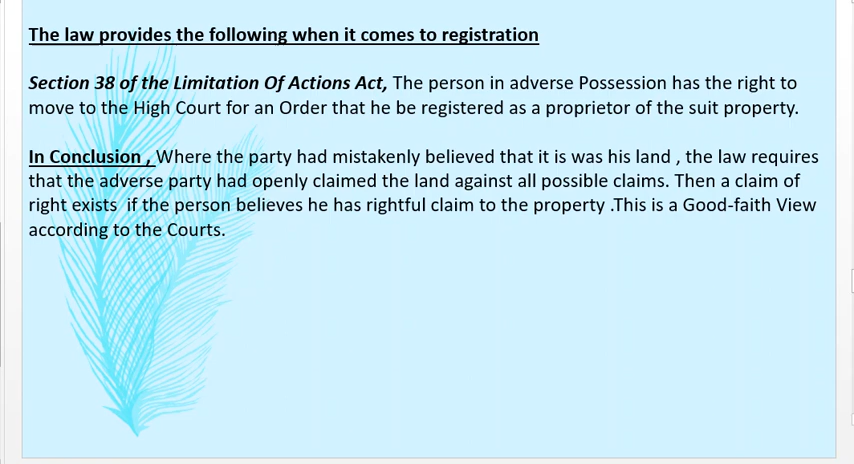 The law provides the following when it comes to registration
Section 38 of the Limitation Of Actions Act, The person in adverse Possession has the right to
move to the High Court for an Order that he be registered as a proprietor of the suit property.
In Conclusion , Where the party had mistakenly believed that it is was his land , the law requires
that the adverse party had openly claimed the land against all possible claims. Then a claim of
right exists  if the person believes he has rightful claim to the property .This is a Good-faith View
according to the Courts.